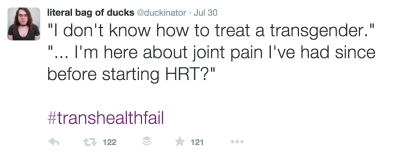 literal bag of ducks @duckinator · Jul 30
"I don't know how to treat a transgender."
"... I'm here about joint pain I've had since
before starting HRT?"
#transhealthfail
122 121